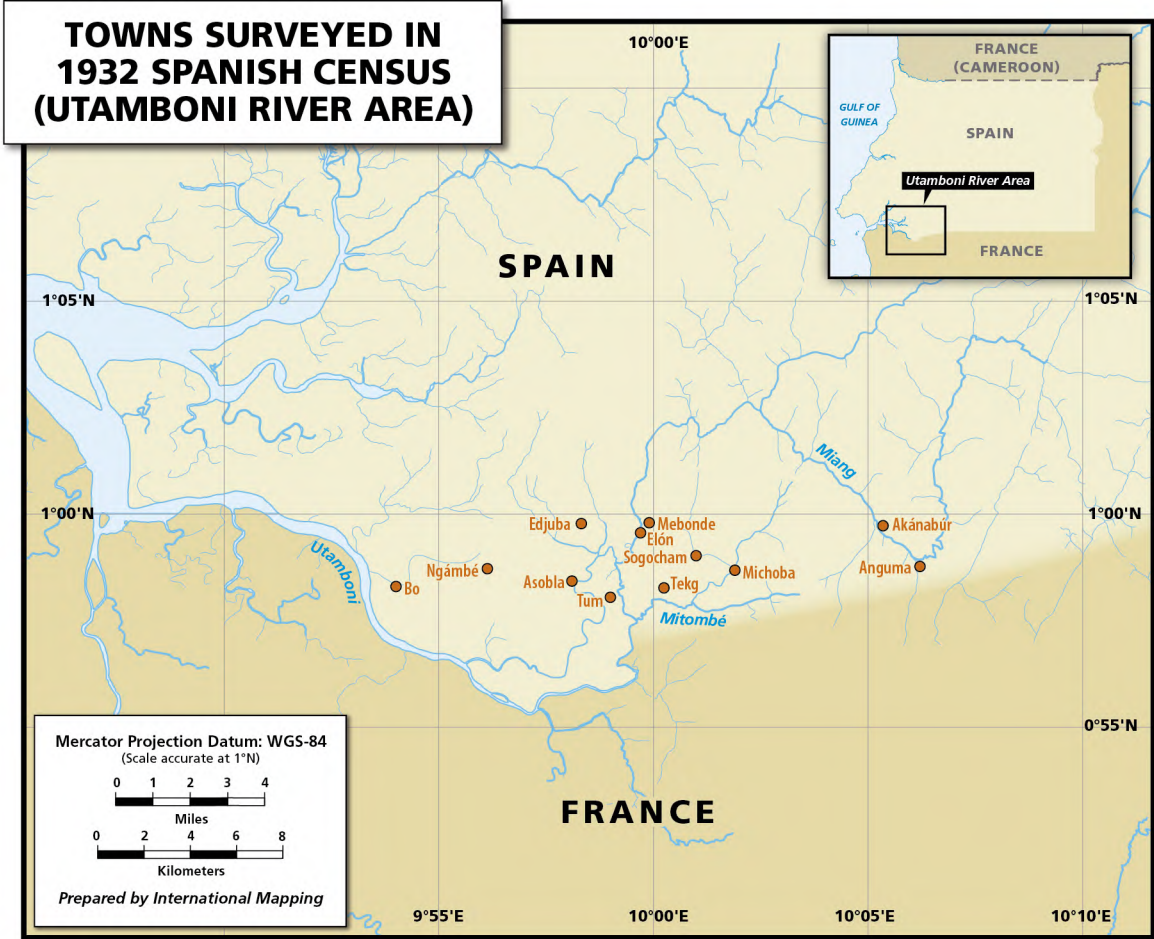 TOWNS SURVEYED IN
1932 SPANISH CENSUS
(UTAMBONI RIVER AREA)
10°00'E
FRANCE
(CAMEROON)
GULF OF
GUINEA
SPAIN
Utamboni River Area
FRANCE
SPAIN
1°05'N
1°05'N
Miang
1°00'N
1°00'N
Edjuba
Mebonde
Akánabúr
Elón
Utamboni
Sogocham
Ngámbé
Michoba
Anguma
Asobla
Tekg
Bo
Tum
Mitombé
0°55'N
Mercator Projection Datum: WGS-84
(Scale accurate at 1°N)
0 1 2 3 4
Miles
0 2 4 6 8
Kilometers
Prepared by International Mapping
FRANCE
9°55'E
10°00'E
10°05'E
10°10'E